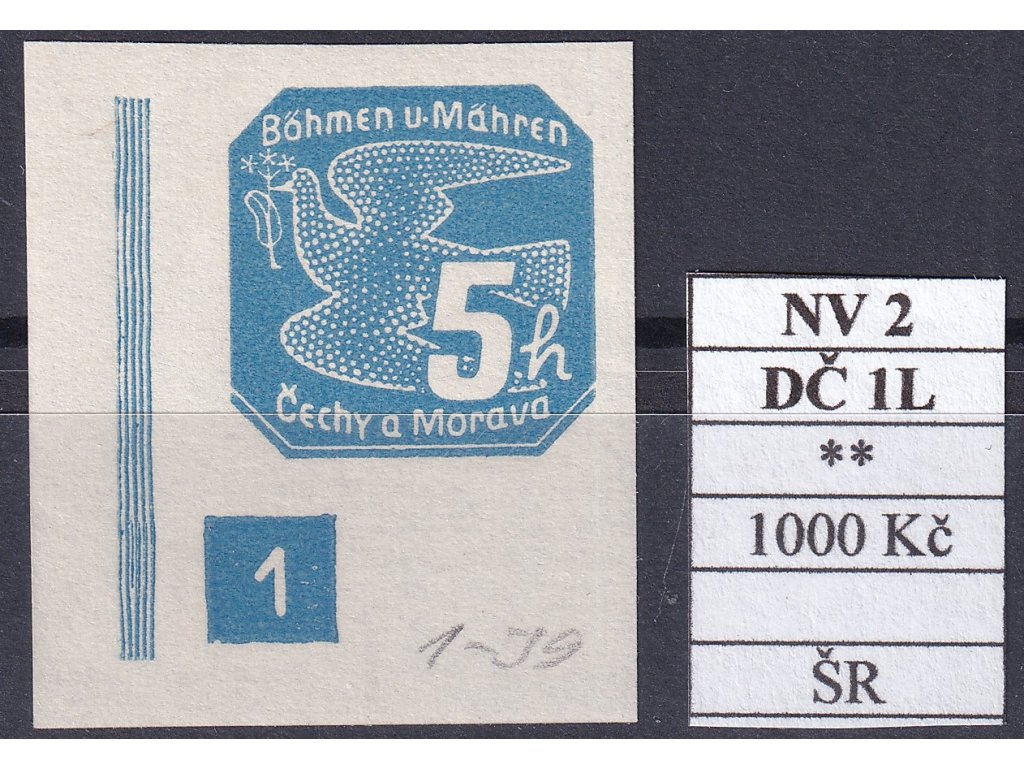 Böhmen u. Mähren
5 h
Čechy a Morava
1
1-39
NV 2
DČ 1L
**
1000 Kč
ŠR